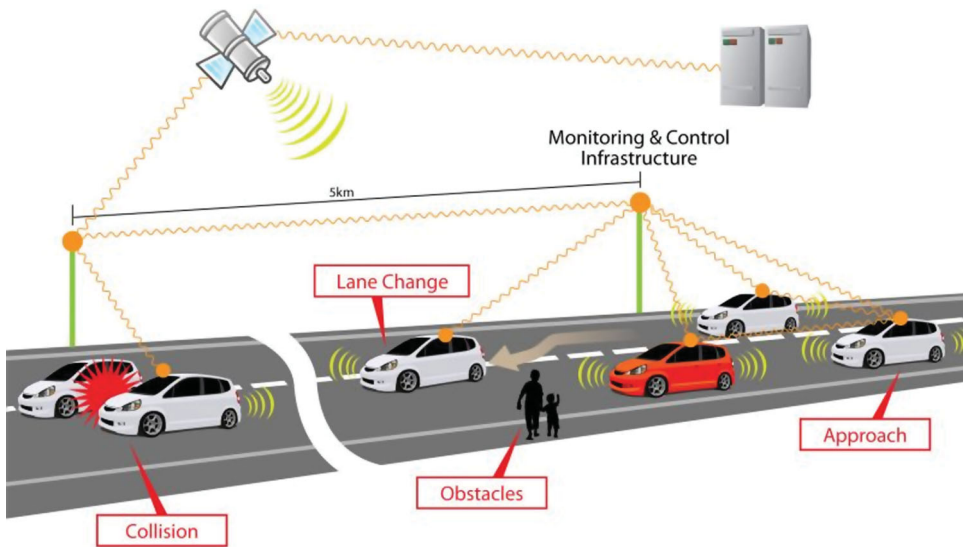 Monitoring & Control
Infrastructure
5km
Lane Change
Approach
Obstacles
Collision